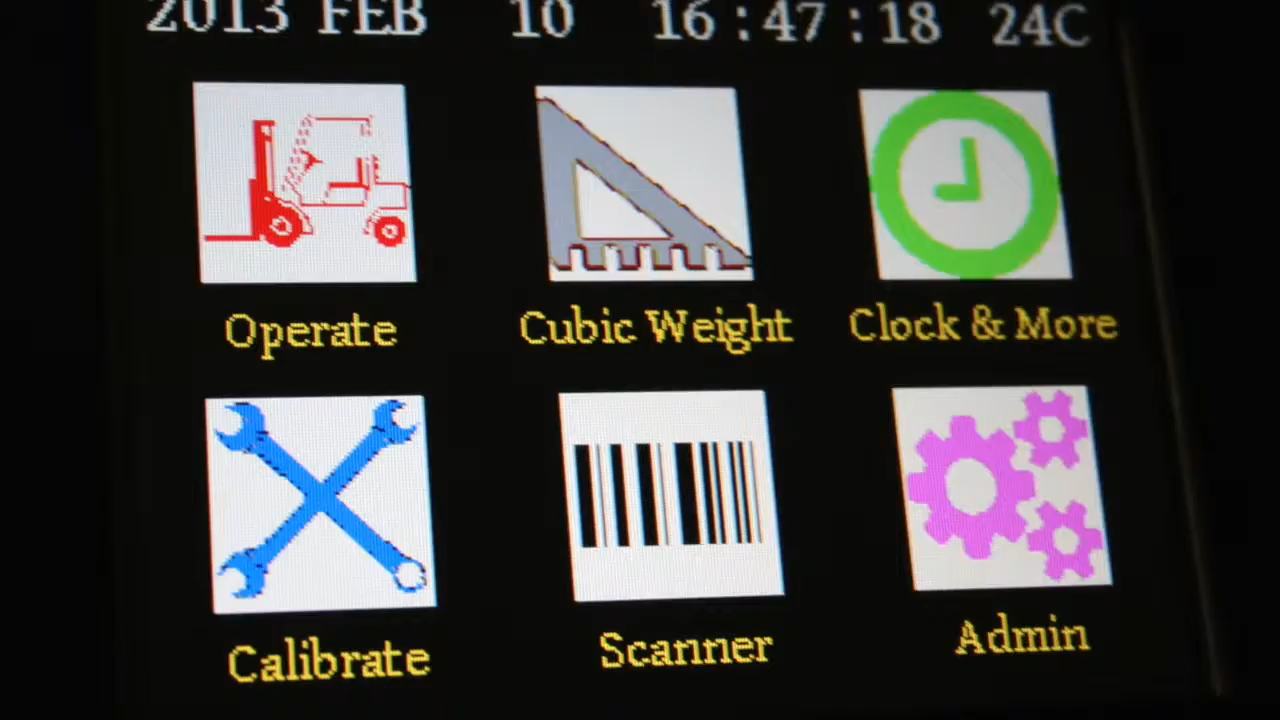 2013 FEB 10 16:47:18 24C
Operate Cubic Weight Clock & More
Calibrate Scanner Admin